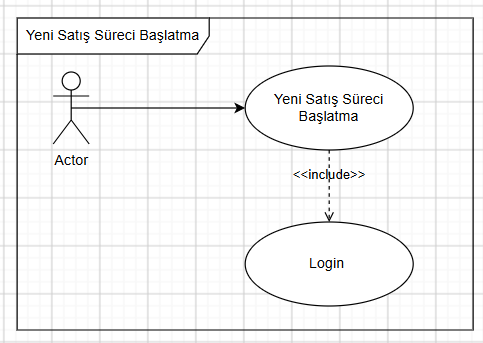 Yeni Satış Süreci Başlatma
Yeni Satış Süreci
Başlatma
Actor
<<include>>
Login